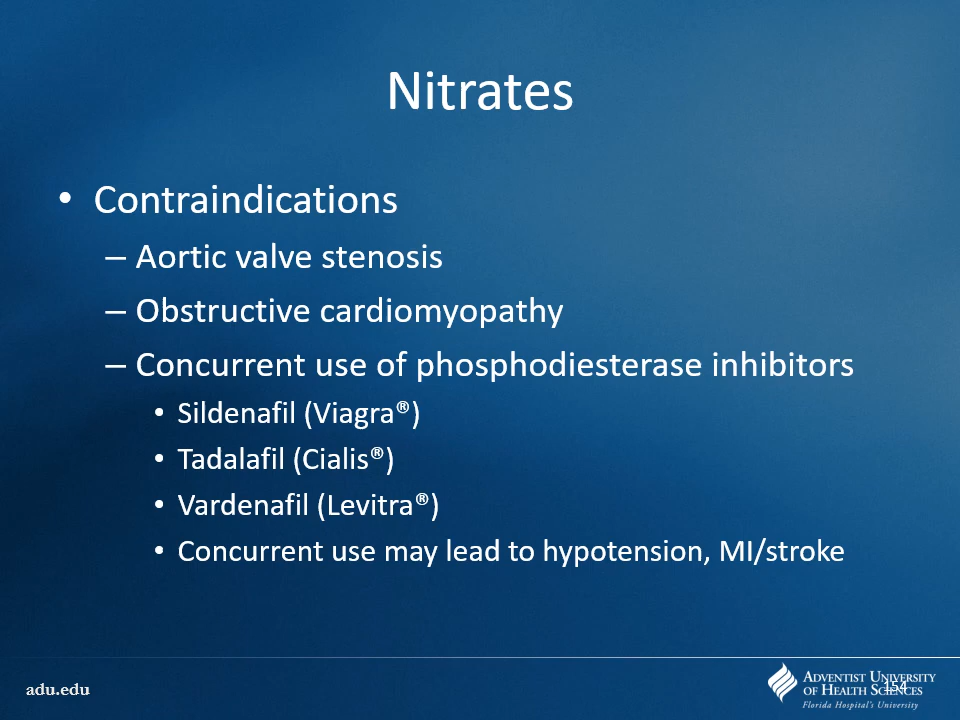 Nitrates
• Contraindications
– Aortic valve stenosis
– Obstructive cardiomyopathy
– Concurrent use of phosphodiesterase inhibitors
• Sildenafil (Viagra®)
• Tadalafil (Cialis®)
• Vardenafil (Levitra®)
• Concurrent use may lead to hypotension, MI/stroke
adu.edu
ADVENTIST UNIVERSITY
OF HEALTH SCIENCES
154
Florida Hospital's University